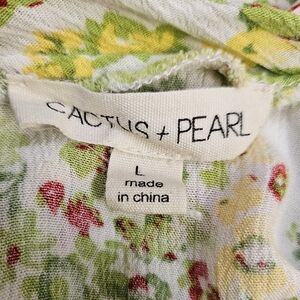 CACTUS + PEARL
L
made
in china